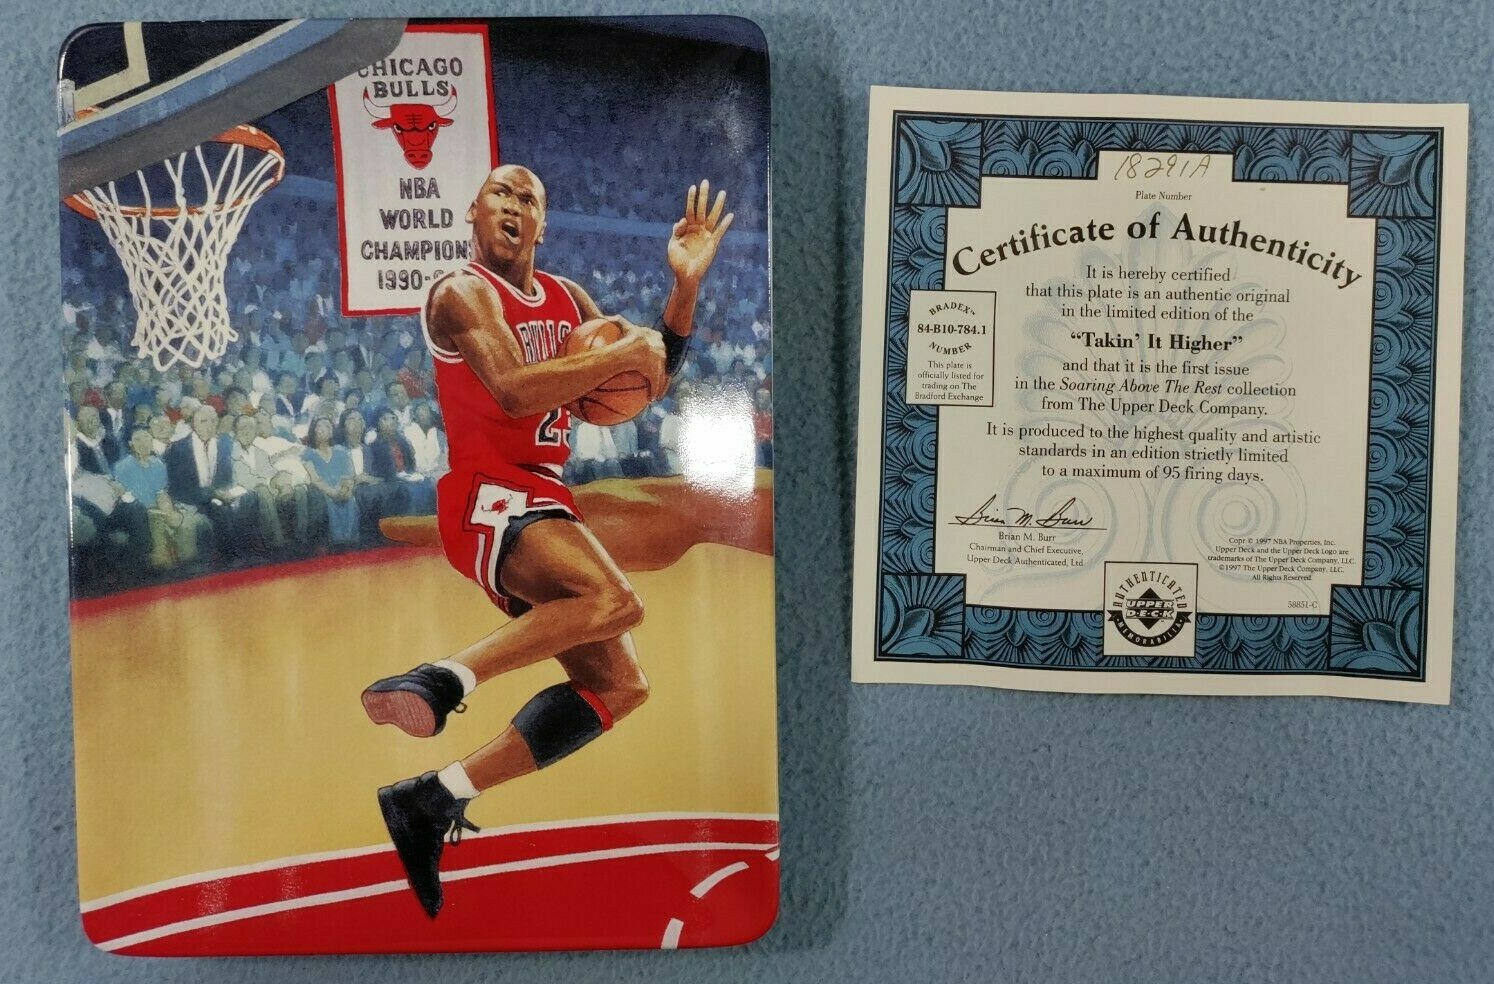 CHICAGO
BULLS
NBA
WORLD
CHAMPIONS
1990-
BULLS
23
18291A
Plate Number
Certificate of Authenticity
It is hereby certified
that this plate is an authentic original
in the limited edition of the
“Takin’ It Higher”
and that it is the first issue
in the Soaring Above The Rest collection
from The Upper Deck Company.
It is produced to the highest quality and artistic
standards in an edition strictly limited
to a maximum of 95 firing days.
BRADEX™
84-B10-784.1
NUMBER
This plate is
officially listed for
trading on The
Bradford Exchange
Brian M. Burr
Brian M. Burr
Chairman and Chief Executive,
Upper Deck Authenticated, Ltd.
Copr. © 1997 NBA Properties, Inc.
Upper Deck and the Upper Deck Logo are
trademarks of The Upper Deck Company, LLC.
©1997 The Upper Deck Company, LLC.
All Rights Reserved.
58851-C
AUTHENTICATED
UPPER
D·E·C·K
MEMORABILIA